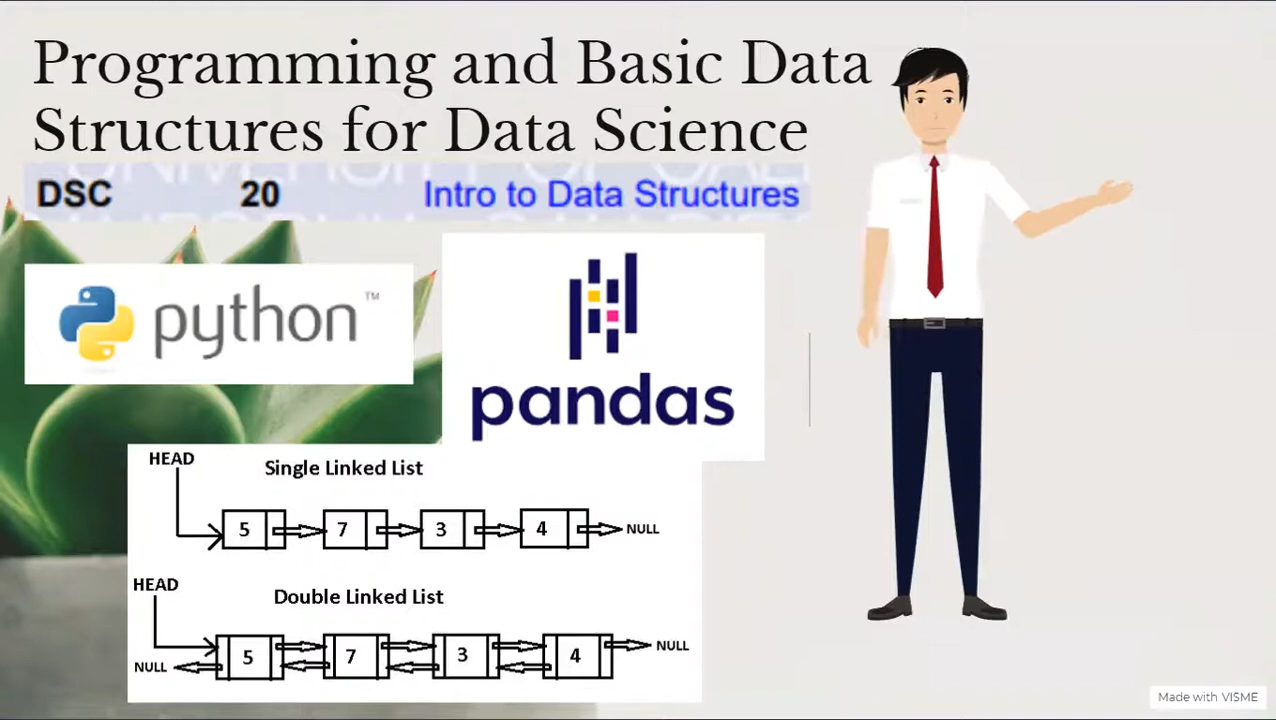 Programming and Basic Data
Structures for Data Science
DSC 20 Intro to Data Structures
python™
pandas
HEAD Single Linked List
5 7 3 4 NULL
HEAD Double Linked List
NULL 5 7 3 4 NULL
Made with VISME